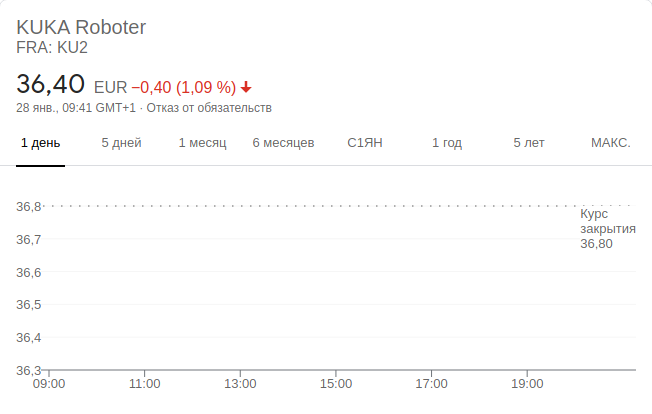 KUKA Roboter
FRA: KU2
36,40 EUR −0,40 (1,09 %)
28 янв., 09:41 GMT+1 · Отказ от обязательств
1 день 5 дней 1 месяц 6 месяцев С1ЯН 1 год 5 лет МАКС.
36,8
Курс
закрытия
36,80
36,7
36,6
36,5
36,4
36,3
09:00 11:00 13:00 15:00 17:00 19:00